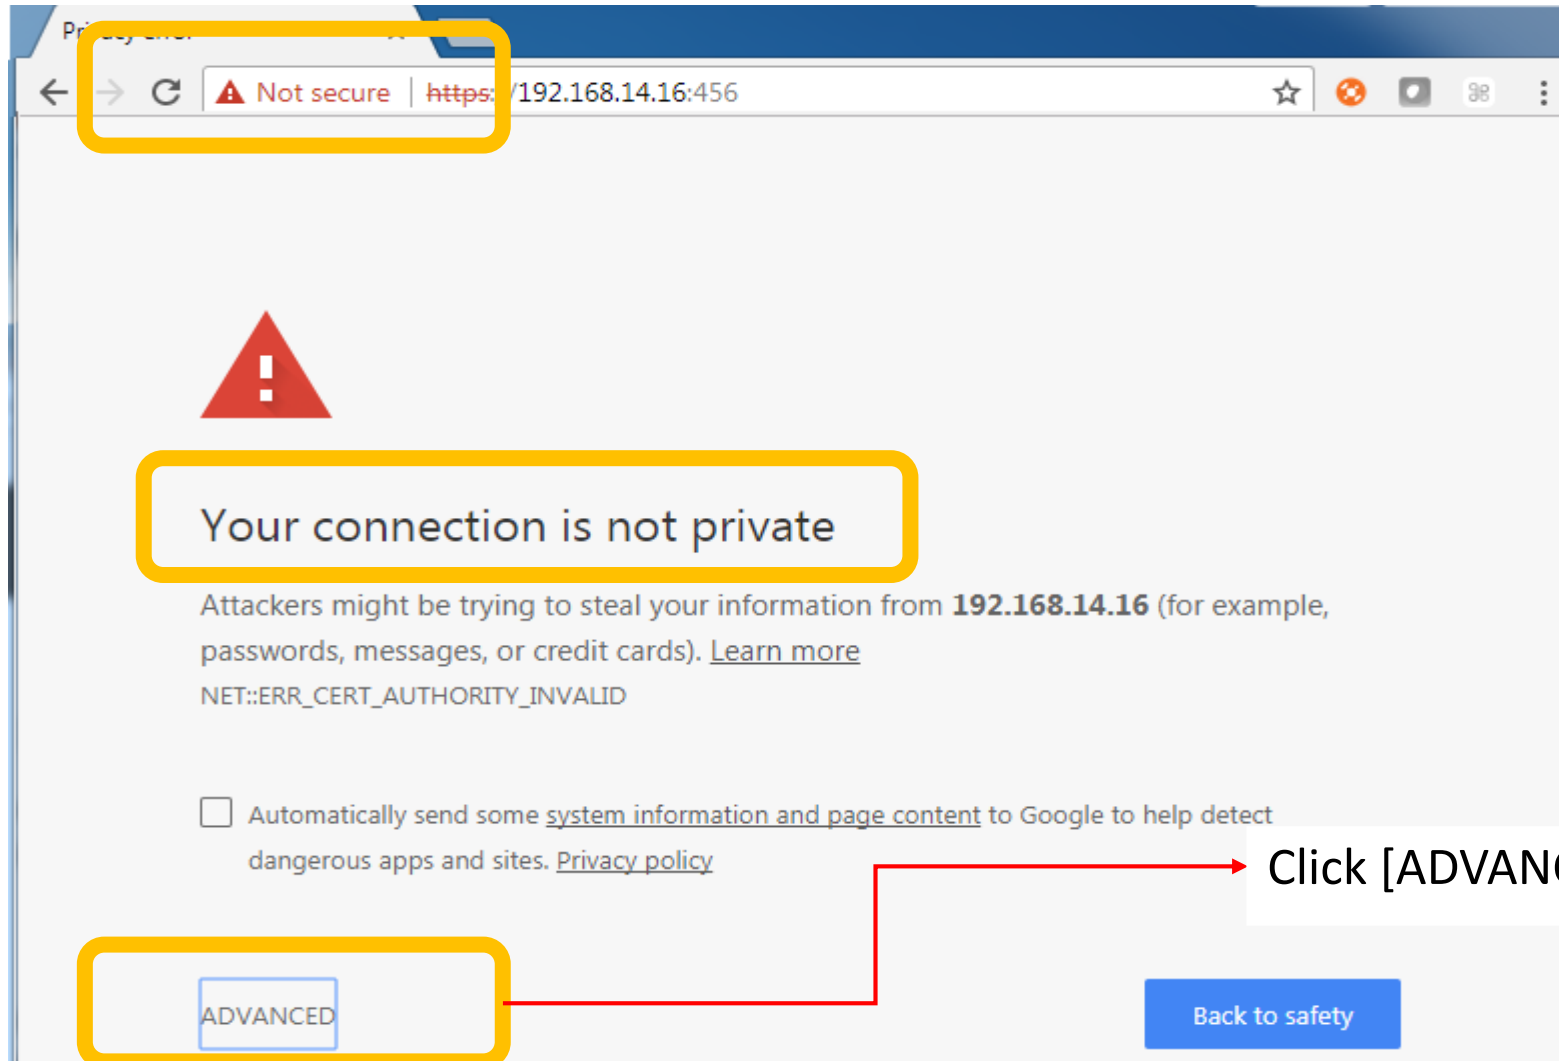 Not secure | https://192.168.14.16:456
Your connection is not private
Attackers might be trying to steal your information from 192.168.14.16 (for example,
passwords, messages, or credit cards). Learn more
NET::ERR_CERT_AUTHORITY_INVALID
Automatically send some system information and page content to Google to help detect
dangerous apps and sites. Privacy policy
Click [ADVAN
ADVANCED
Back to safety